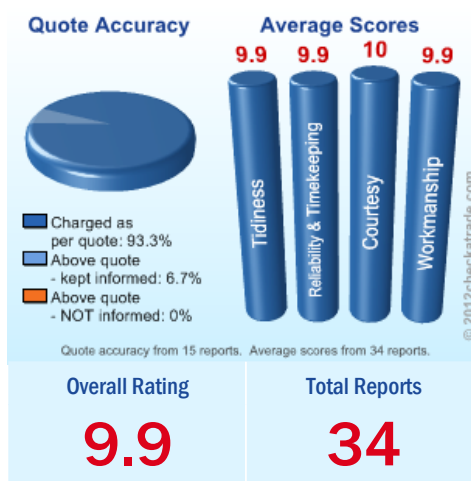 Quote Accuracy
Average Scores
9.9
9.9
10
9.9
Tidiness
Reliability & Timekeeping
Courtesy
Workmanship
Charged as
per quote: 93.3%
Above quote
- kept informed: 6.7%
Above quote
- NOT informed: 0%
© 2012checkatrade.com
Quote accuracy from 15 reports. Average scores from 34 reports.
Overall Rating
9.9
Total Reports
34